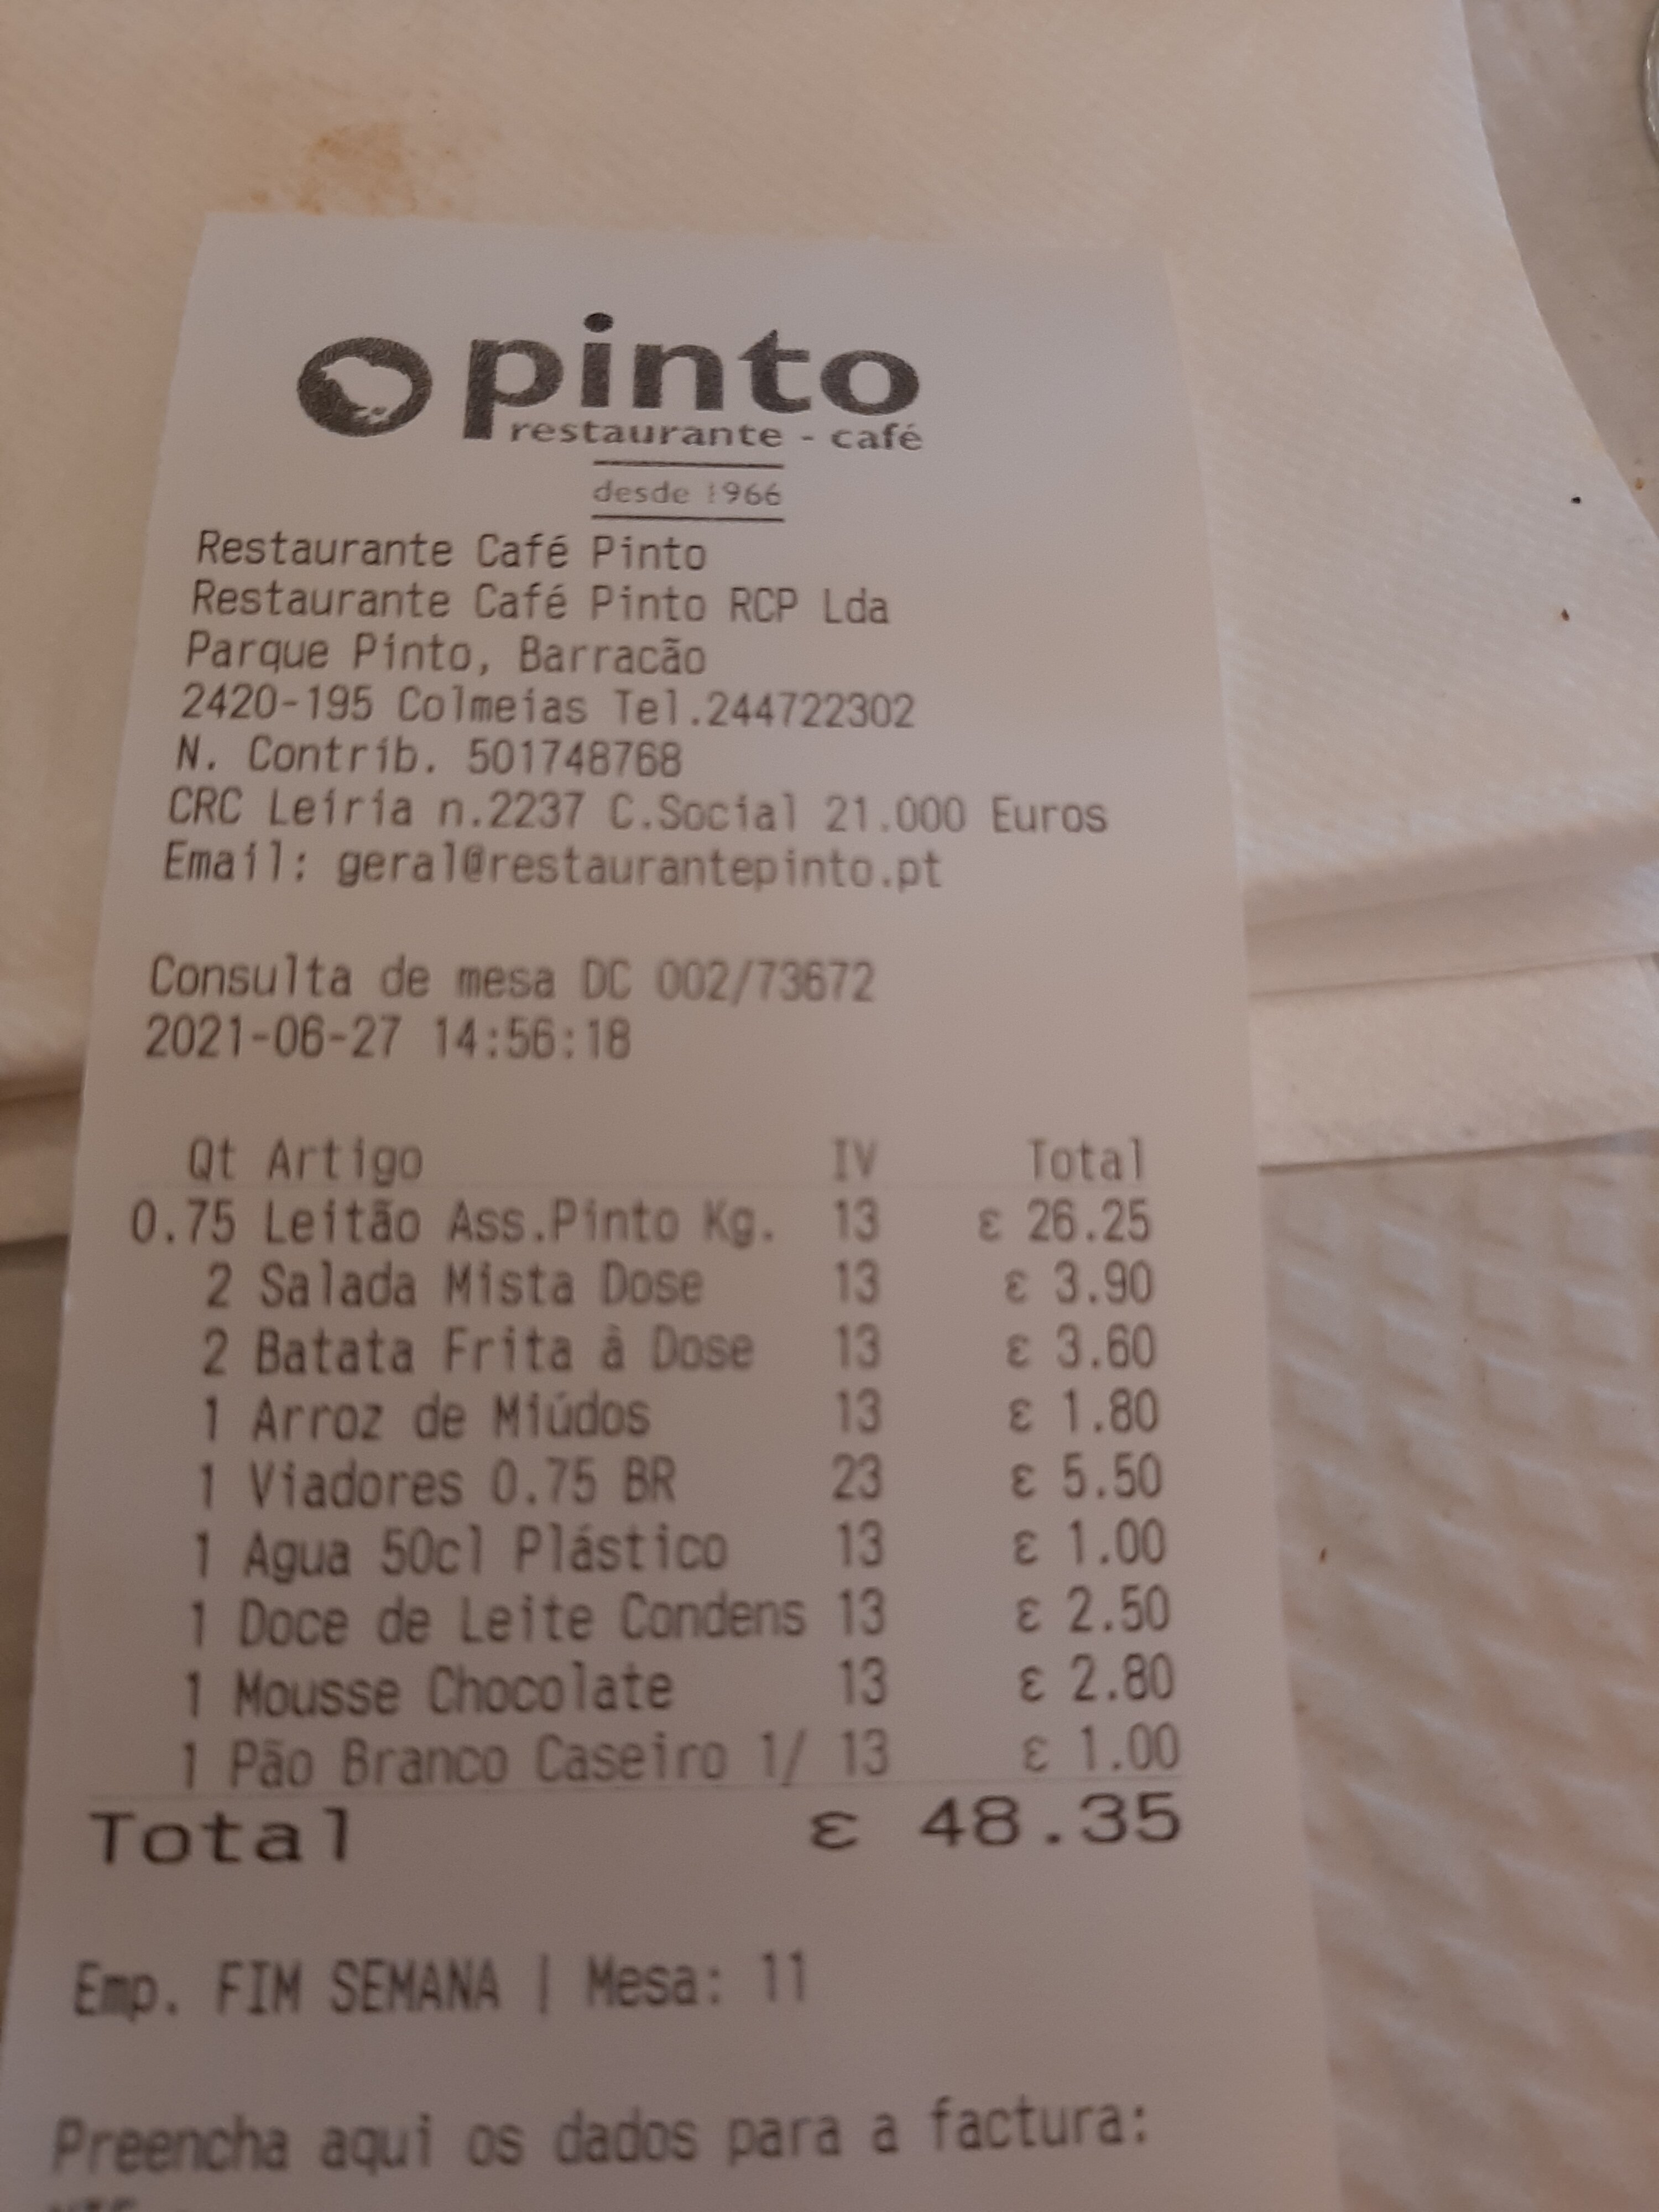 pinto
restaurante - café
desde 1966
Restaurante Café Pinto
Restaurante Café Pinto RCP Lda
Parque Pinto, Barracão
2420-195 Colmeias Tel.244722302
N. Contrib. 501748768
CRC Leiria n.2237 C.Social 21.000 Euros
Email: geral@restaurantepinto.pt
Consulta de mesa DC 002/73672
2021-06-27 14:56:18
Qt Artigo IV Total
0.75 Leitão Ass.Pinto Kg. 13 € 26.25
2 Salada Mista Dose 13 € 3.90
2 Batata Frita à Dose 13 € 3.60
1 Arroz de Miúdos 13 € 1.80
1 Viadores 0.75 BR 23 € 5.50
1 Agua 50cl Plástico 13 € 1.00
1 Doce de Leite Condens 13 € 2.50
1 Mousse Chocolate 13 € 2.80
1 Pão Branco Caseiro 1/ 13 € 1.00
Total € 48.35
Emp. FIM SEMANA | Mesa: 11
Preencha aqui os dados para a factura: